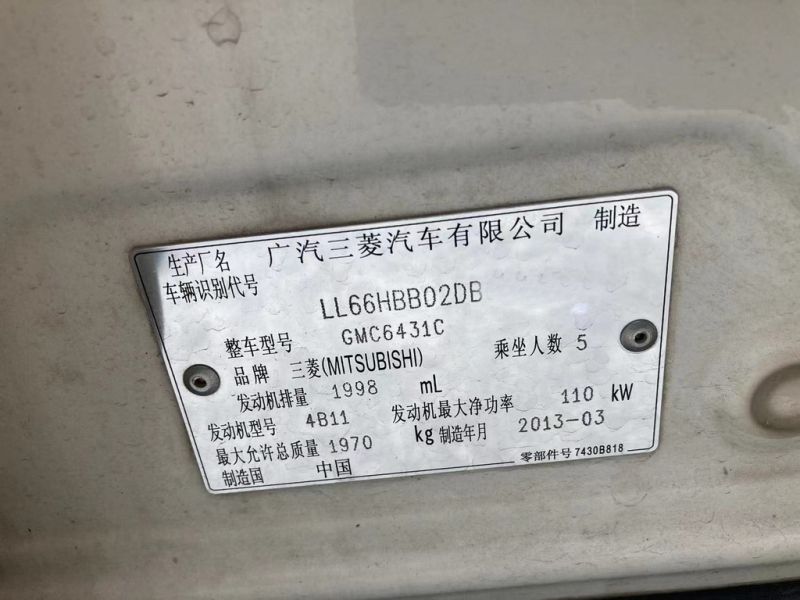 生产厂名 广汽三菱汽车有限公司 制造
车辆识别代号 LL66HBB02DB
整车型号 GMC6431C
品牌 三菱(MITSUBISHI) 乘坐人数 5
发动机排量 1998 mL 发动机最大净功率 110 kW
发动机型号 4B11
最大允许总质量 1970 kg 制造年月 2013-03
制造国 中国 零部件号 7430B818